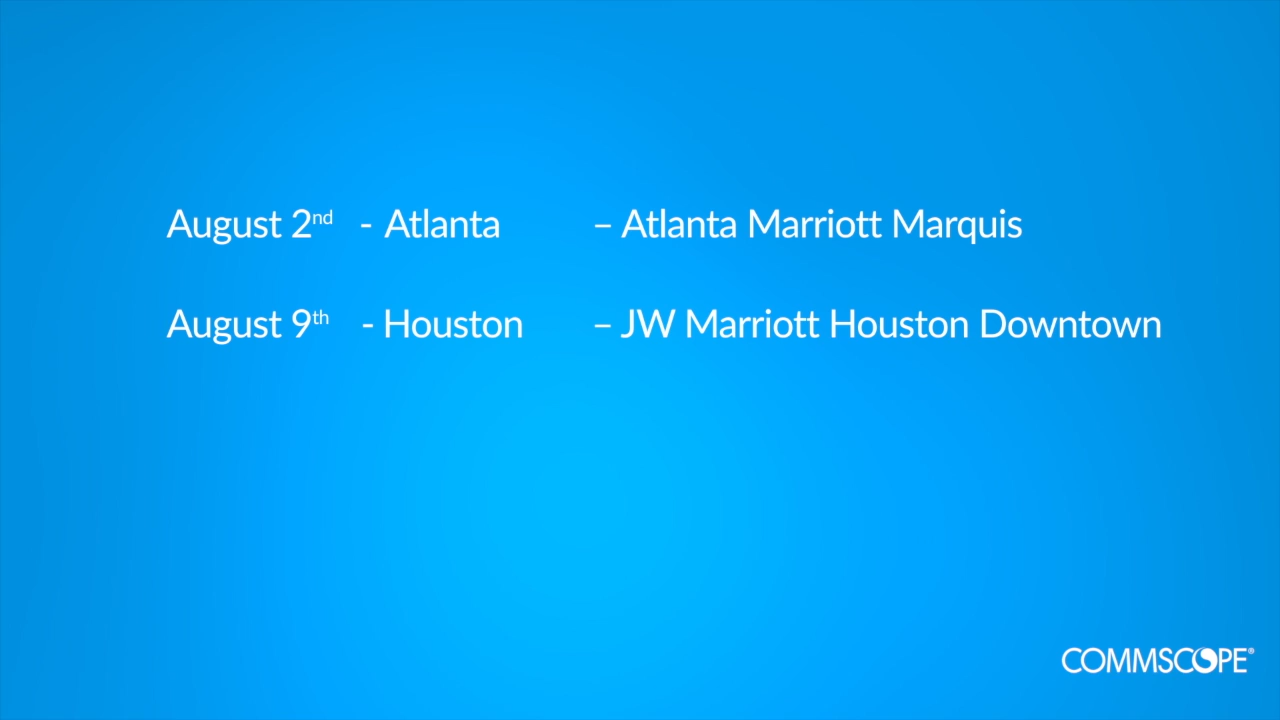 August 2nd - Atlanta – Atlanta Marriott Marquis
August 9th - Houston – JW Marriott Houston Downtown
COMMSCOPE®